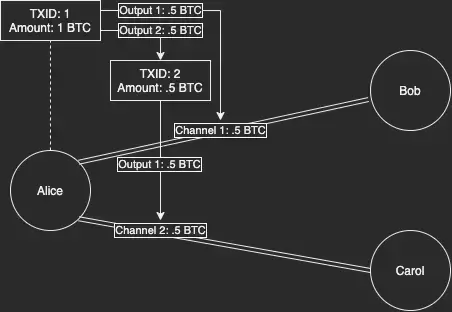 TXID: 1
Amount: 1 BTC
Output 1: .5 BTC
Output 2: .5 BTC
TXID: 2
Amount: .5 BTC
Bob
Channel 1: .5 BTC
Output 1: .5 BTC
Alice
Channel 2: .5 BTC
Carol